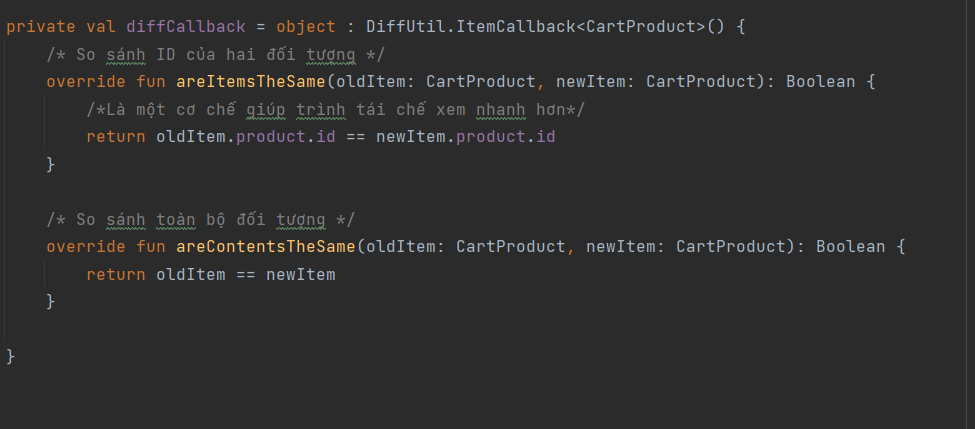 private val diffCallback = object : DiffUtil.ItemCallback<CartProduct>() {
/* So sánh ID của hai đối tượng */
override fun areItemsTheSame(oldItem: CartProduct, newItem: CartProduct): Boolean {
/*Là một cơ chế giúp trình tái chế xem nhanh hơn*/
return oldItem.product.id == newItem.product.id
}
/* So sánh toàn bộ đối tượng */
override fun areContentsTheSame(oldItem: CartProduct, newItem: CartProduct): Boolean {
return oldItem == newItem
}
}